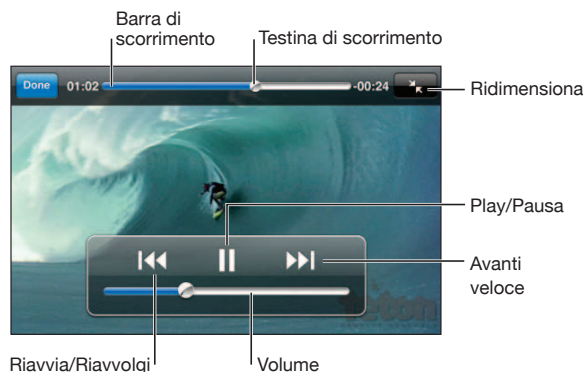 Barra di
scorrimento
Testina di scorrimento
Done
01:02
-00:24
Ridimensiona
Play/Pausa
Avanti
veloce
Riavvia/Riavvolgi
Volume